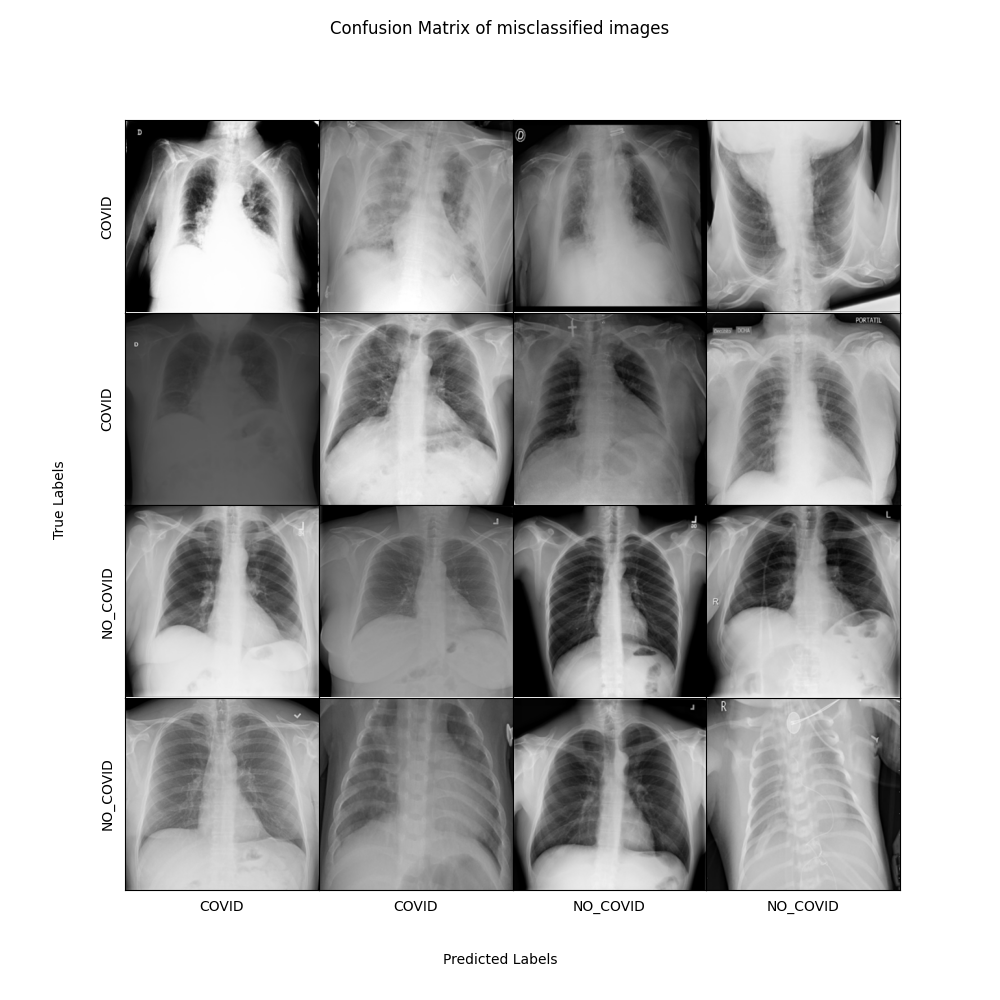 Confusion Matrix of misclassified images
D
D
COVID
D
PORTATIL
COVID
True Labels
L
R
NO_COVID
R
NO_COVID
COVID
COVID
NO_COVID
NO_COVID
Predicted Labels